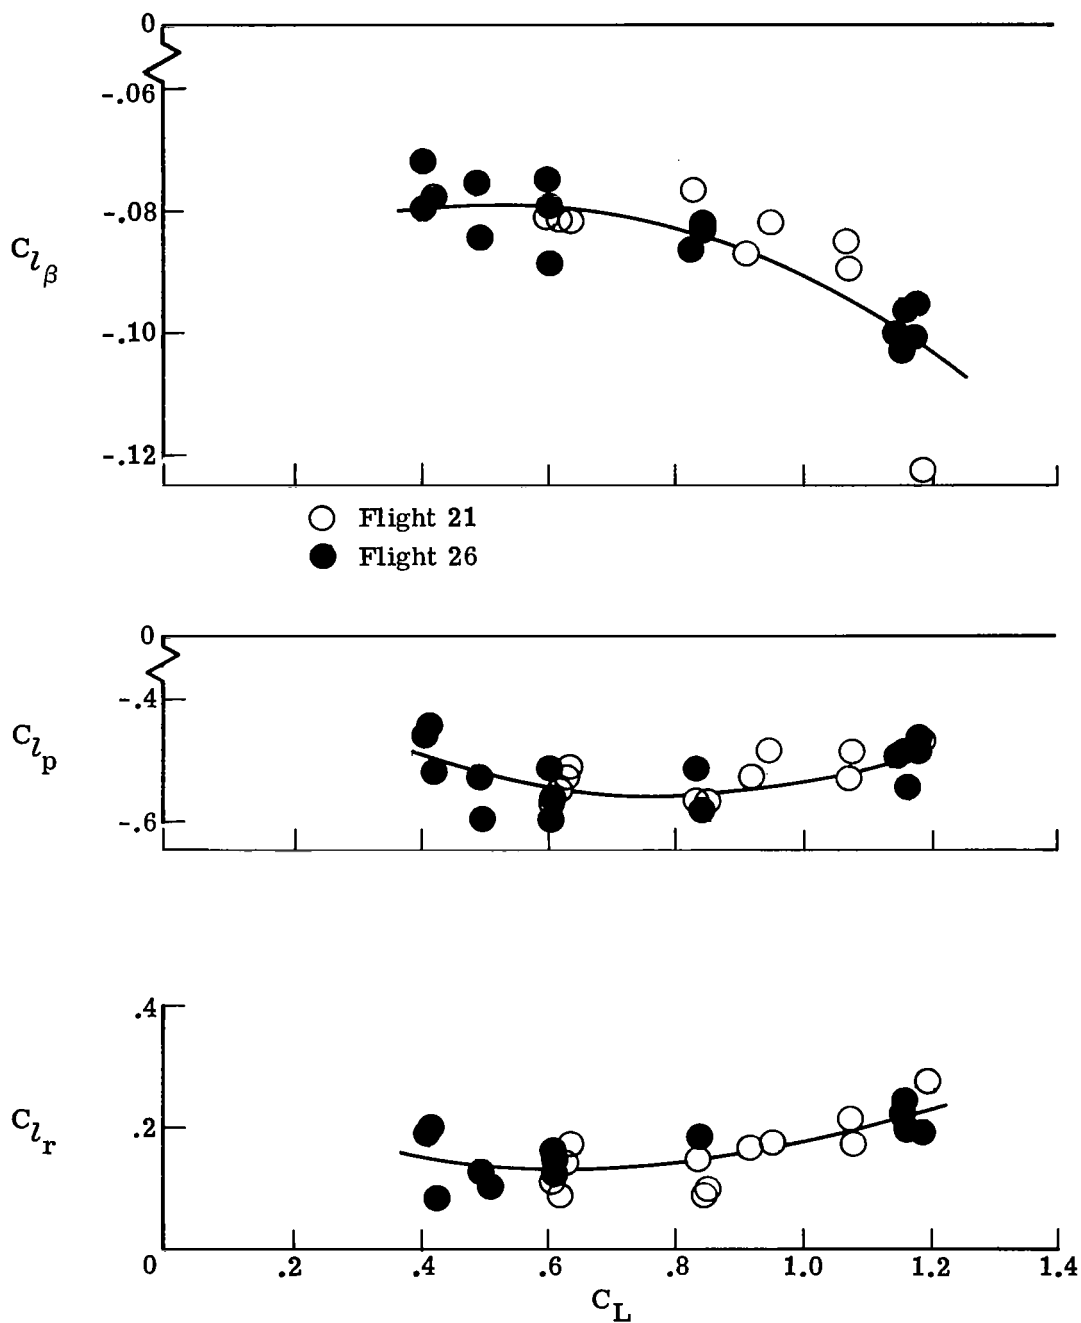 0
-.06
-.08
C_{l_β}
-.10
-.12
Flight 21
Flight 26
0
-.4
C_{l_p}
-.6
.4
.2
C_{l_r}
0 .2 .4 .6 .8 1.0 1.2 1.4
C_L